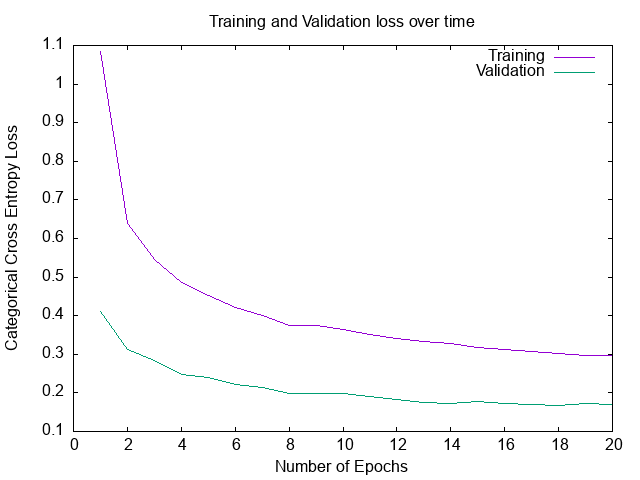 Training and Validation loss over time
Training
Validation
1.1
1
0.9
0.8
0.7
0.6
0.5
0.4
0.3
0.2
0.1
Categorical Cross Entropy Loss
0 2 4 6 8 10 12 14 16 18 20
Number of Epochs